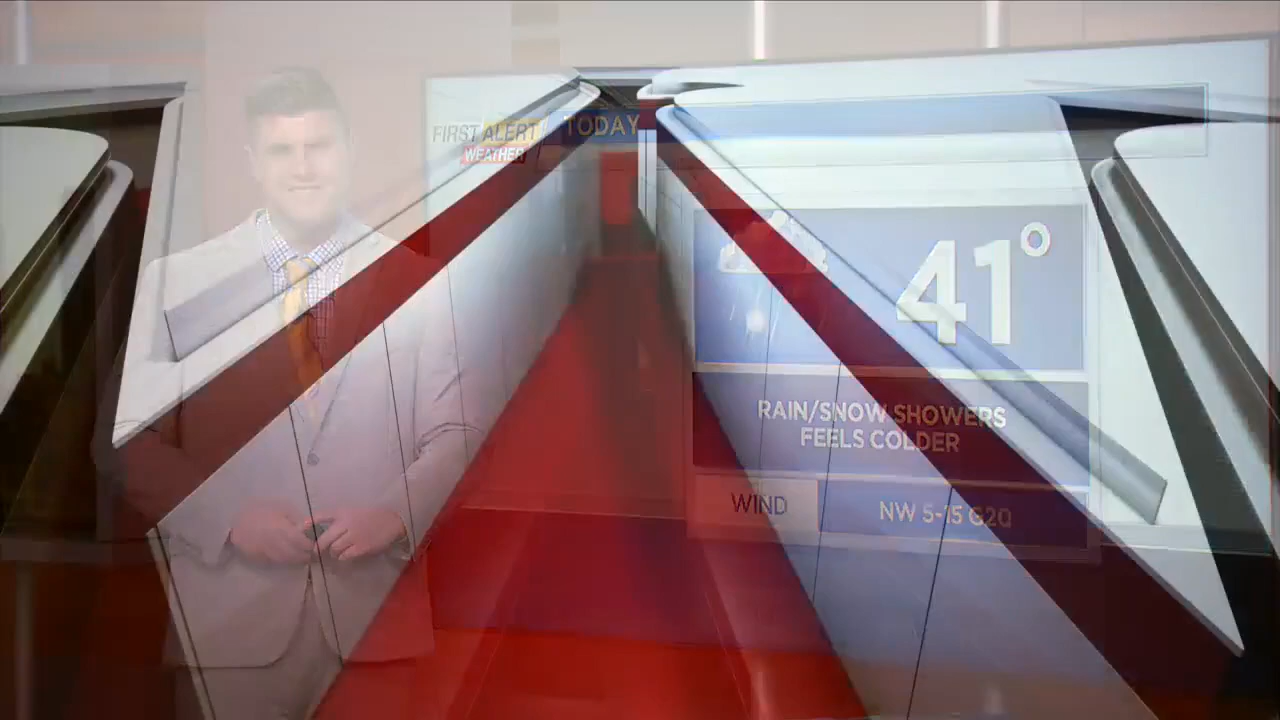 FIRST ALERT
WEATHER
TODAY
41°
RAIN/SNOW SHOWERS
FEELS COLDER
WIND
NW 5-15 G20